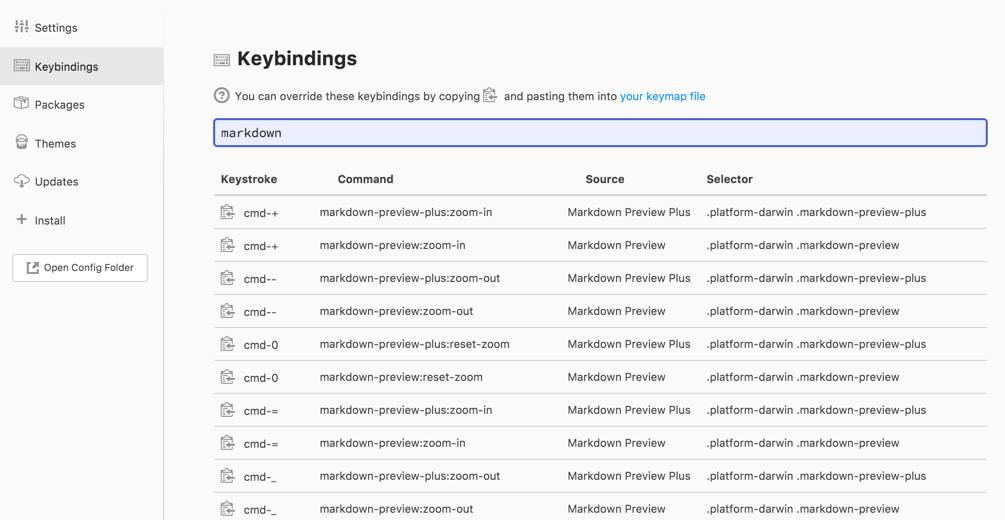 Settings
Keybindings
Packages
Themes
Updates
Install
Open Config Folder
Keybindings
You can override these keybindings by copying and pasting them into your keymap file
markdown
Keystroke Command Source Selector
cmd-+ markdown-preview-plus:zoom-in Markdown Preview Plus .platform-darwin .markdown-preview-plus
cmd-+ markdown-preview:zoom-in Markdown Preview .platform-darwin .markdown-preview
cmd-- markdown-preview-plus:zoom-out Markdown Preview Plus .platform-darwin .markdown-preview-plus
cmd-- markdown-preview:zoom-out Markdown Preview .platform-darwin .markdown-preview
cmd-0 markdown-preview-plus:reset-zoom Markdown Preview Plus .platform-darwin .markdown-preview-plus
cmd-0 markdown-preview:reset-zoom Markdown Preview .platform-darwin .markdown-preview
cmd-= markdown-preview-plus:zoom-in Markdown Preview Plus .platform-darwin .markdown-preview-plus
cmd-= markdown-preview:zoom-in Markdown Preview .platform-darwin .markdown-preview
cmd-_ markdown-preview-plus:zoom-out Markdown Preview Plus .platform-darwin .markdown-preview-plus
cmd-_ markdown-preview:zoom-out Markdown Preview .platform-darwin .markdown-preview